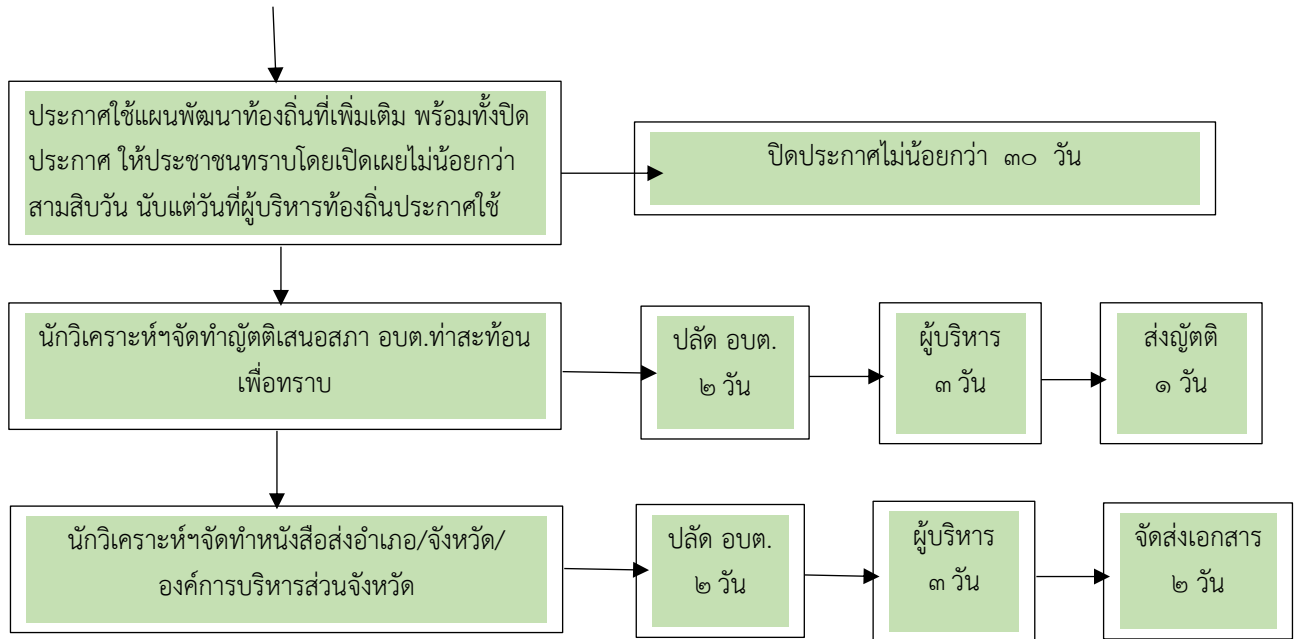 ประกาศใช้แผนพัฒนาท้องถิ่นที่เพิ่มเติม พร้อมทั้งปิด
ประกาศ ให้ประชาชนทราบโดยเปิดเผยไม่น้อยกว่า
สามสิบวัน นับแต่วันที่ผู้บริหารท้องถิ่นประกาศใช้
ปิดประกาศไม่น้อยกว่า ๓๐ วัน
นักวิเคราะห์ฯจัดทำญัตติเสนอสภา อบต.ท่าสะท้อน
เพื่อทราบ
ปลัด อบต.
๒ วัน
ผู้บริหาร
๓ วัน
ส่งญัตติ
๑ วัน
นักวิเคราะห์ฯจัดทำหนังสือส่งอำเภอ/จังหวัด/
องค์การบริหารส่วนจังหวัด
ปลัด อบต.
๒ วัน
ผู้บริหาร
๓ วัน
จัดส่งเอกสาร
๒ วัน